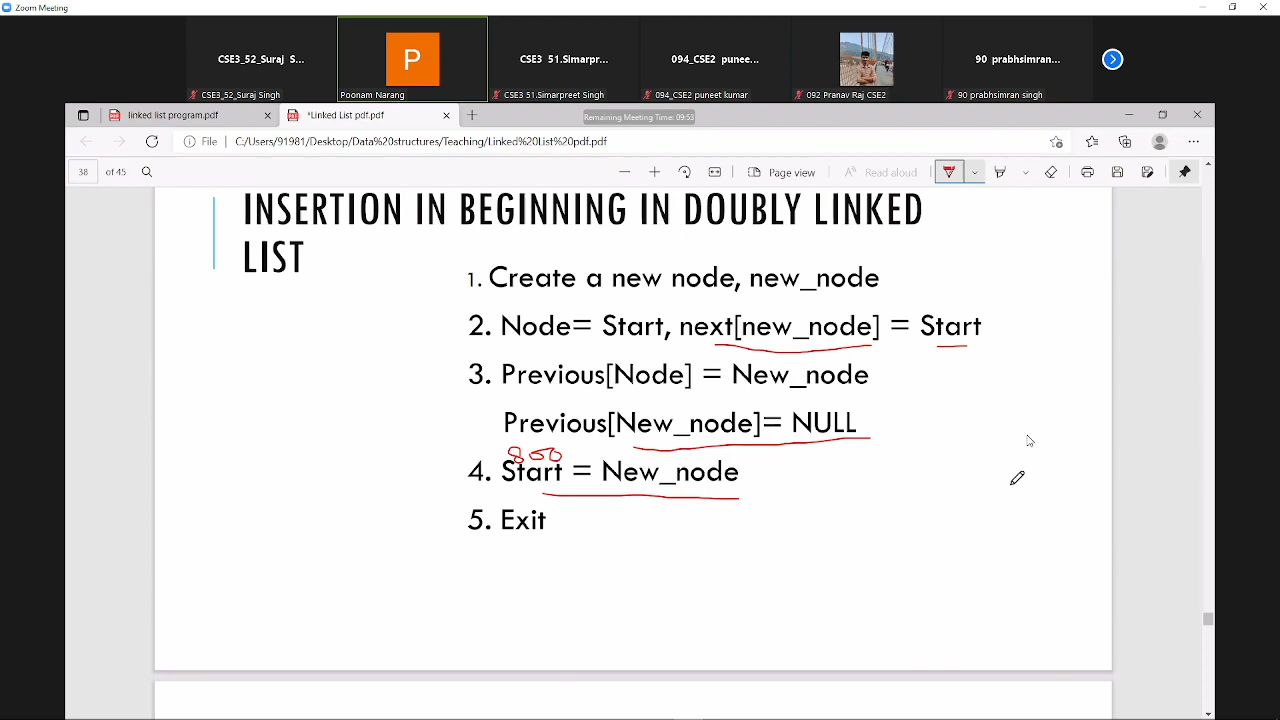 Zoom Meeting
CSE3_52_Suraj S...
P
CSE3 51.Simarpr...
094_CSE2 punee...
90 prabhsimran...
CSE3_52_Suraj Singh
Poonam Narang
CSE3 51.Simarpreet Singh
094_CSE2 puneet kumar
092 Pranav Raj CSE2
90 prabhsimran singh
linked list program.pdf
*Linked List pdf.pdf
Remaining Meeting Time: 09:53
File
C:/Users/91981/Desktop/Data%20structures/Teaching/Linked%20List%20pdf.pdf
38 of 45
Page view
Read aloud
INSERTION IN BEGINNING IN DOUBLY LINKED
LIST
1. Create a new node, new_node
2. Node= Start, next[new_node] = Start
3. Previous[Node] = New_node
Previous[New_node]= NULL
800
4. Start = New_node
5. Exit